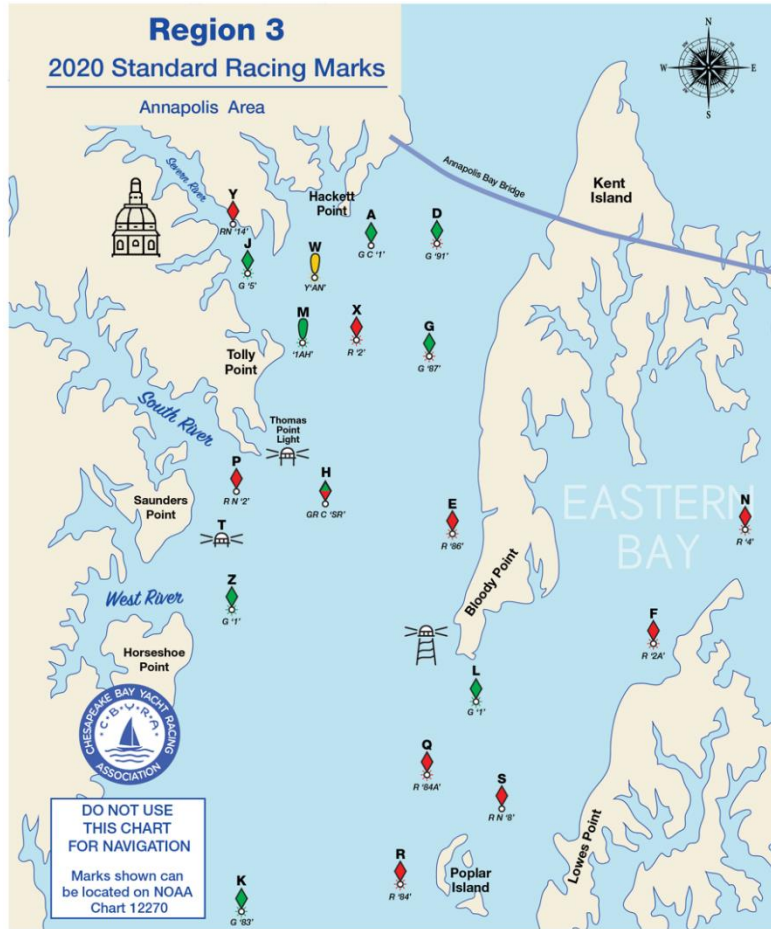 Region 3
2020 Standard Racing Marks
Annapolis Area
N
W
E
S
Annapolis Bay Bridge
Severn River
Kent
Island
Hackett
Point
Y
RN '14'
A
G C '1'
D
G '91'
J
G '5'
W
Y'AN'
M
'1AH'
X
R '2'
G
G '87'
Tolly
Point
South River
Thomas
Point
Light
P
R N '2'
H
GR C 'SR'
Saunders
Point
E
R '86'
EASTERN
BAY
N
R '4'
T
Bloody Point
Z
G '1'
West River
F
R '2A'
Horseshoe
Point
L
G '1'
CHESAPEAKE BAY YACHT RACING
C·B·Y·R·A
ASSOCIATION
Q
R '84A'
S
R N '8'
DO NOT USE
THIS CHART
FOR NAVIGATION
Marks shown can
be located on NOAA
Chart 12270
Lowes Point
R
R '84'
Poplar
Island
K
G '83'